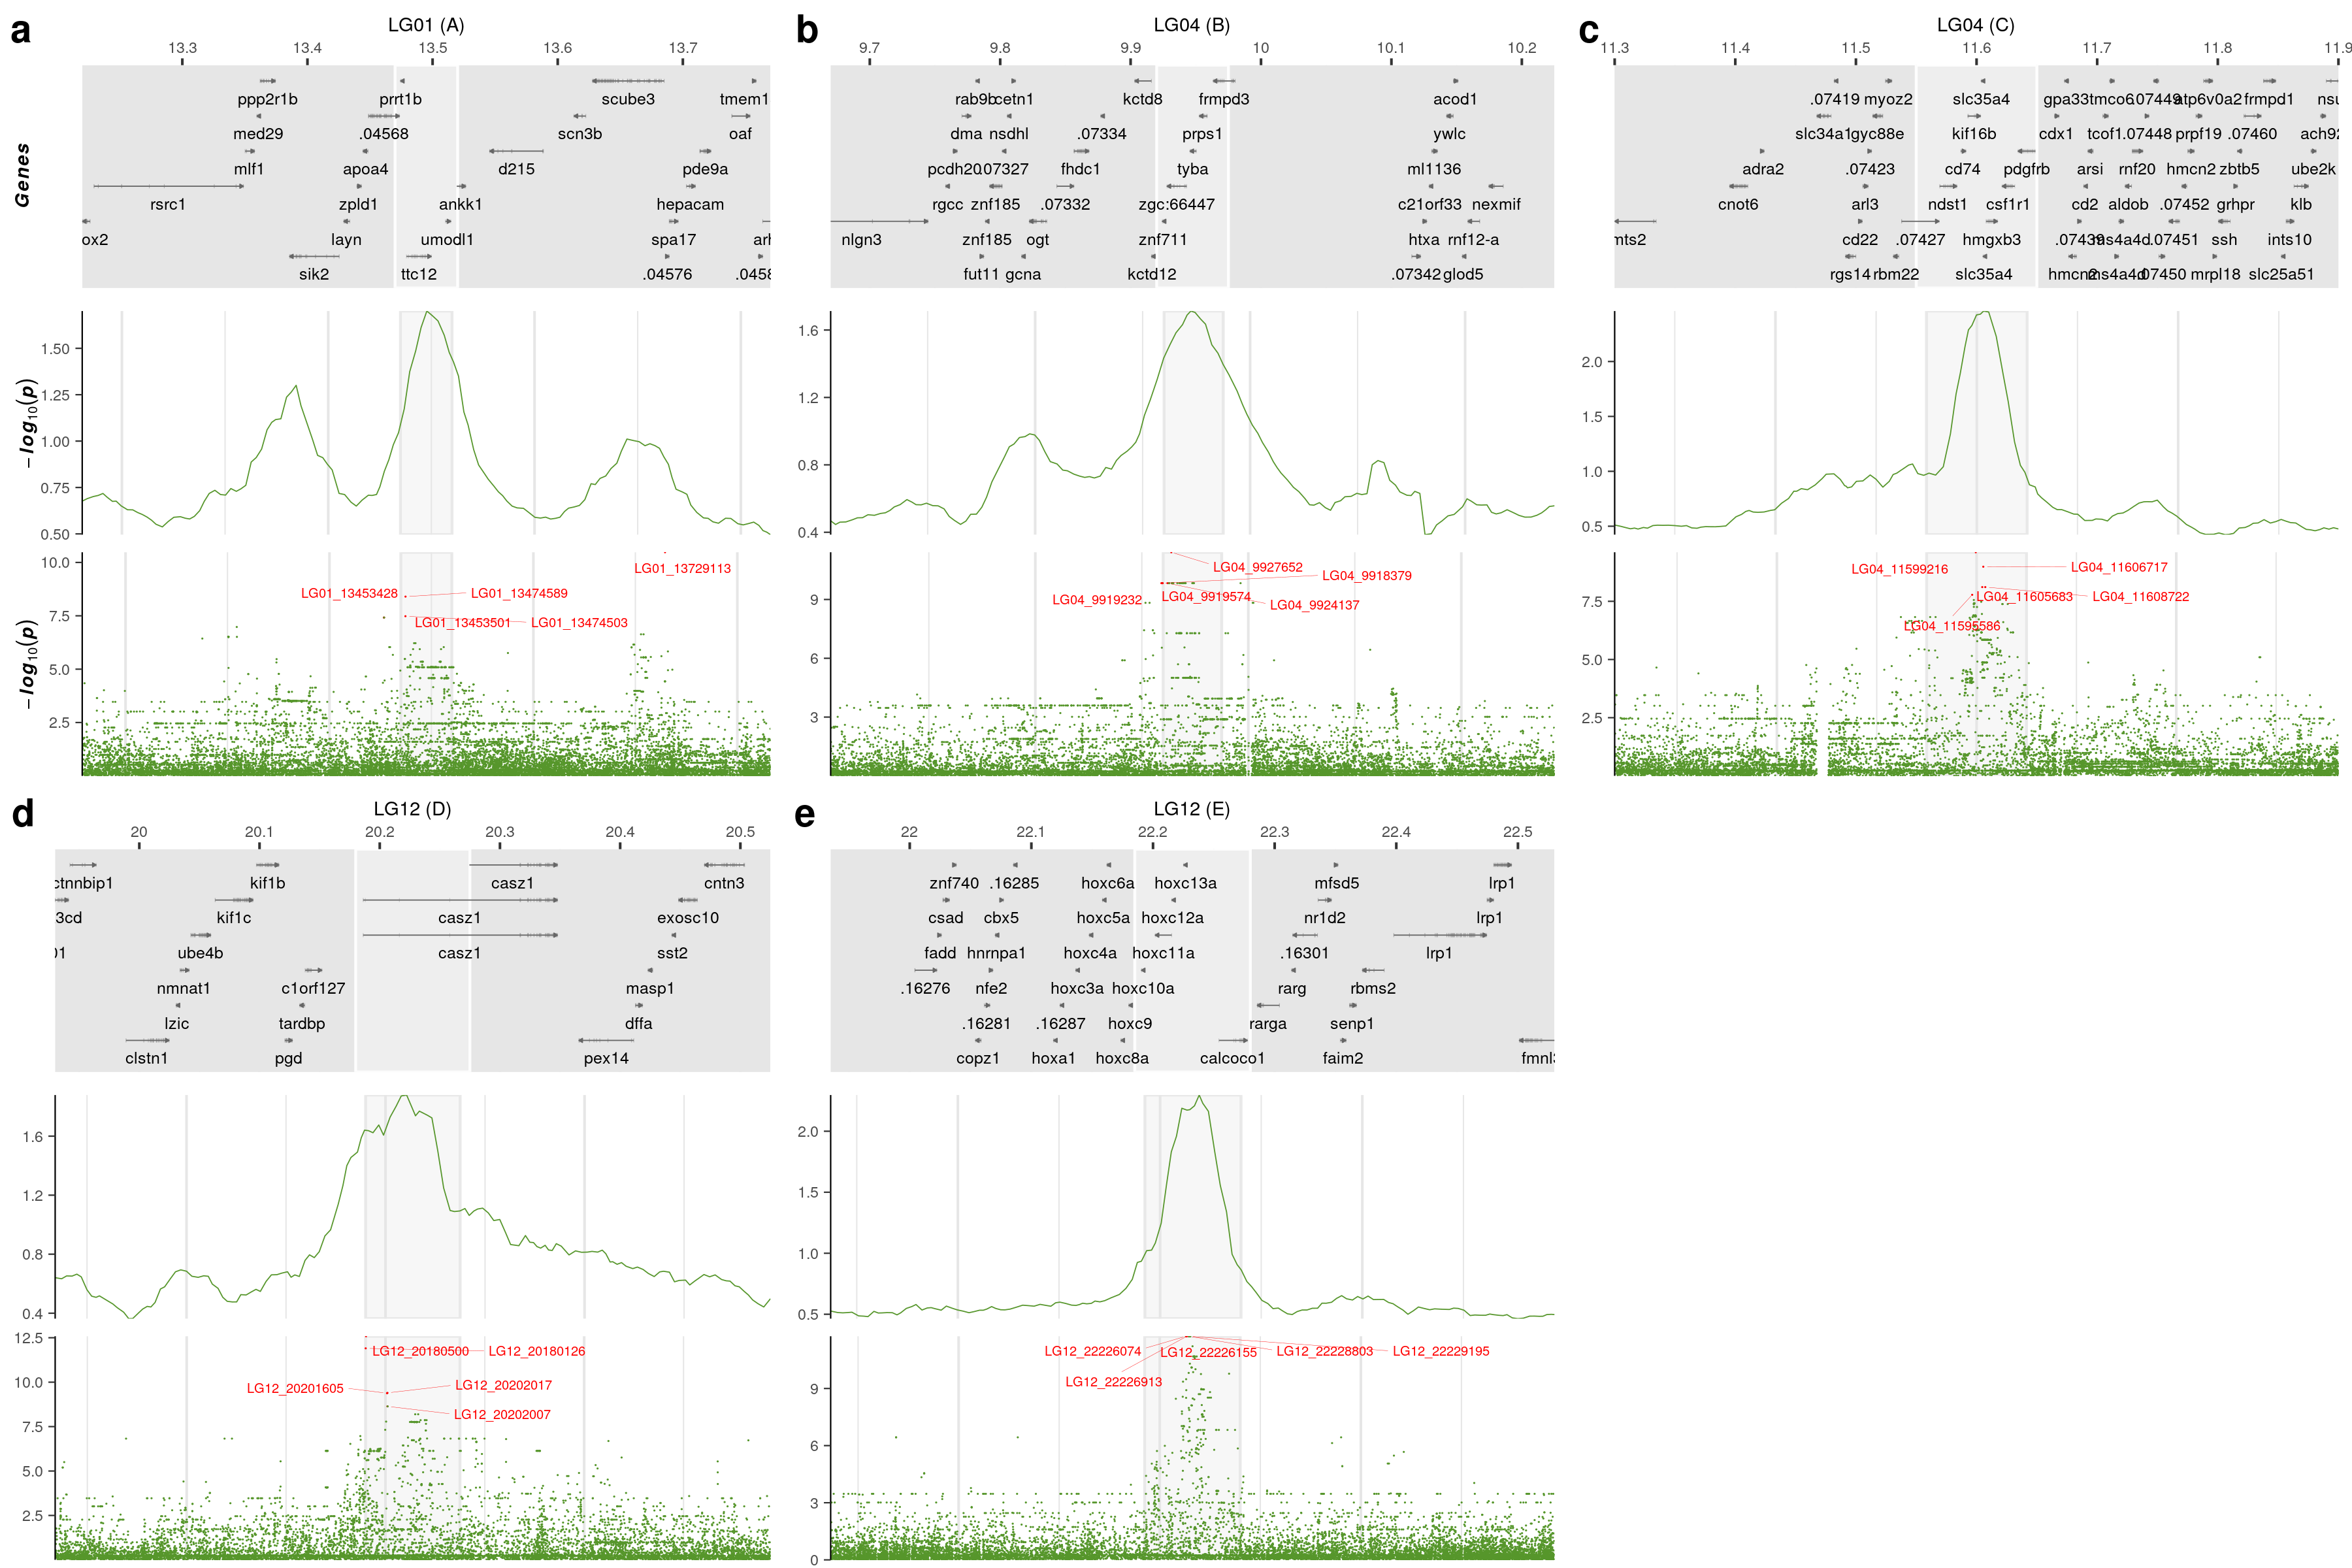 a
LG01 (A)
13.3 13.4 13.5 13.6 13.7
Genes
ppp2r1b prrt1b scube3 tmem1
med29 .04568 scn3b oaf
mlf1 apoa4 d215 pde9a
rsrc1 zpld1 ankk1 hepacam
ox2 layn umodl1 spa17
sik2 ttc12 .04576
−log10(p)
1.50
1.25
1.00
0.75
0.50
−log10(p)
10.0
7.5
5.0
2.5
LG01_13729113
LG01_13453428 LG01_13474589
LG01_13453501 LG01_13474503
b
LG04 (B)
9.7 9.8 9.9 10 10.1 10.2
rab9b cetn1 kctd8 frmpd3 acod1
dma nsdhl .07334 prps1 ywlc
pcdh20 .07327 fhdc1 tyba ml1136
rgcc znf185 .07332 zgc:66447 c21orf33 nexmif
nlgn3 znf185 ogt znf711 htxa rnf12-a
fut11 gcna kctd12 .07342 glod5
1.6
1.2
0.8
0.4
9
6
3
LG04_9927652
LG04_9918379
LG04_9919232 LG04_9919574
LG04_9924137
c
LG04 (C)
11.3 11.4 11.5 11.6 11.7 11.8 11.9
.07419 myoz2 slc35a4 gpa33 tmco6 .07449 atp6v0a2 frmpd1
slc34a1 gyc88e kif16b cdx1 tcof1 .07448 prpf19 .07460
adra2 .07423 cd74 pdgfrb arsi rnf20 hmcn2 zbtb5 ube2k
cnot6 arl3 ndst1 csf1r1 cd2 aldob .07452 grhpr klb
cd22 .07427 hmgxb3 .07439 ms4a4d .07451 ssh ints10
rgs14 rbm22 slc35a4 hmcn2 ms4a4d .07450 mrpl18 slc25a51
2.0
1.5
1.0
0.5
7.5
5.0
2.5
LG04_11599216 LG04_11606717
LG04_11605683 LG04_11608722
LG04_11595586
d
LG12 (D)
20 20.1 20.2 20.3 20.4 20.5
ctnnbip1 kif1b casz1 cntn3
3cd kif1c casz1 exosc10
ube4b casz1 sst2
nmnat1 c1orf127 masp1
lzic tardbp dffa
clstn1 pgd pex14
1.6
1.2
0.8
0.4
12.5
10.0
7.5
5.0
2.5
LG12_20180500 LG12_20180126
LG12_20201605 LG12_20202017
LG12_20202007
e
LG12 (E)
22 22.1 22.2 22.3 22.4 22.5
znf740 .16285 hoxc6a hoxc13a mfsd5 lrp1
csad cbx5 hoxc5a hoxc12a nr1d2 lrp1
fadd hnrnpa1 hoxc4a hoxc11a .16301 lrp1
.16276 nfe2 hoxc3a hoxc10a rarg rbms2
.16281 .16287 hoxc9 rarga senp1
copz1 hoxa1 hoxc8a calcoco1 faim2
2.0
1.5
1.0
0.5
9
6
3
0
LG12_22226074 LG12_22226155 LG12_22228803 LG12_22229195
LG12_22226913